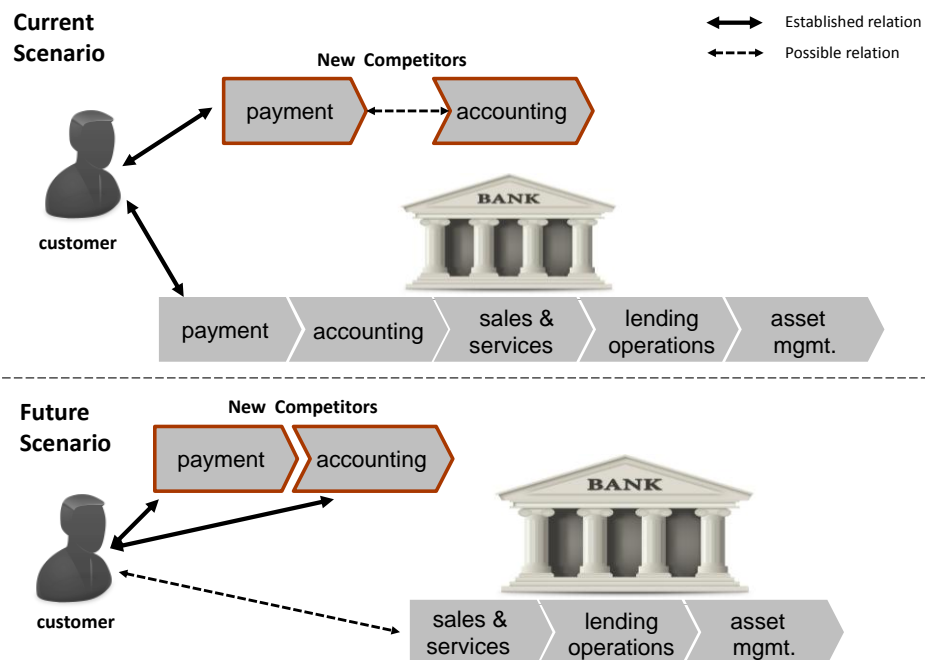 Current
Scenario
Established relation
Possible relation
New Competitors
payment
accounting
customer
BANK
payment
accounting
sales &
services
lending
operations
asset
mgmt.
Future
Scenario
New Competitors
payment
accounting
customer
BANK
sales &
services
lending
operations
asset
mgmt.